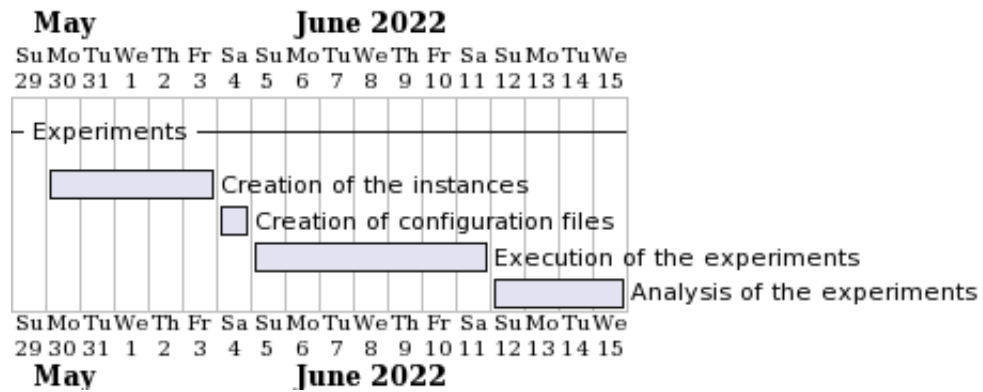 May June 2022
Su Mo Tu We Th Fr Sa Su Mo Tu We Th Fr Sa Su Mo Tu We
29 30 31 1 2 3 4 5 6 7 8 9 10 11 12 13 14 15
Experiments
Creation of the instances
Creation of configuration files
Execution of the experiments
Analysis of the experiments
Su Mo Tu We Th Fr Sa Su Mo Tu We Th Fr Sa Su Mo Tu We
29 30 31 1 2 3 4 5 6 7 8 9 10 11 12 13 14 15
May June 2022